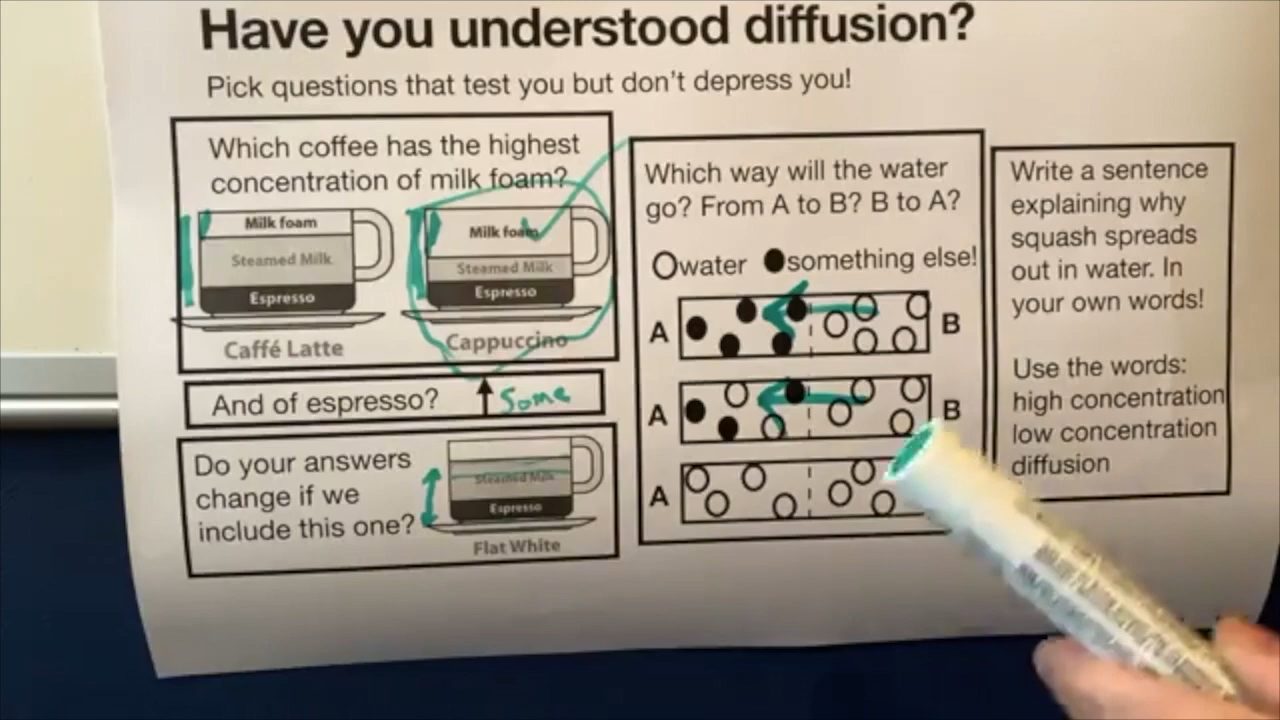 Have you understood diffusion?
Pick questions that test you but don't depress you!
Which coffee has the highest
concentration of milk foam?
Milk foam
Steamed Milk
Espresso
Caffé Latte
Milk foam
Steamed Milk
Espresso
Cappuccino
And of espresso?
Some
Do your answers
change if we
include this one?
Steamed Milk
Espresso
Flat White
Which way will the water
go? From A to B? B to A?
water
something else!
A
B
A
B
A
Write a sentence
explaining why
squash spreads
out in water. In
your own words!
Use the words:
high concentration
low concentration
diffusion